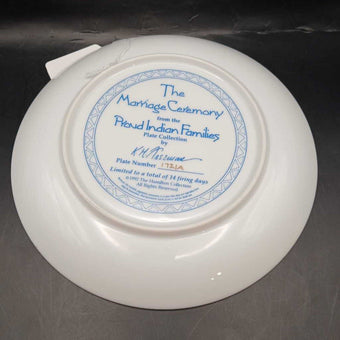 The
Marriage Ceremony
from the
Proud Indian Families
Plate Collection
by
Plate Number 1721A
Limited to a total of 14 firing days
©1992 The Hamilton Collection
All Rights Reserved.